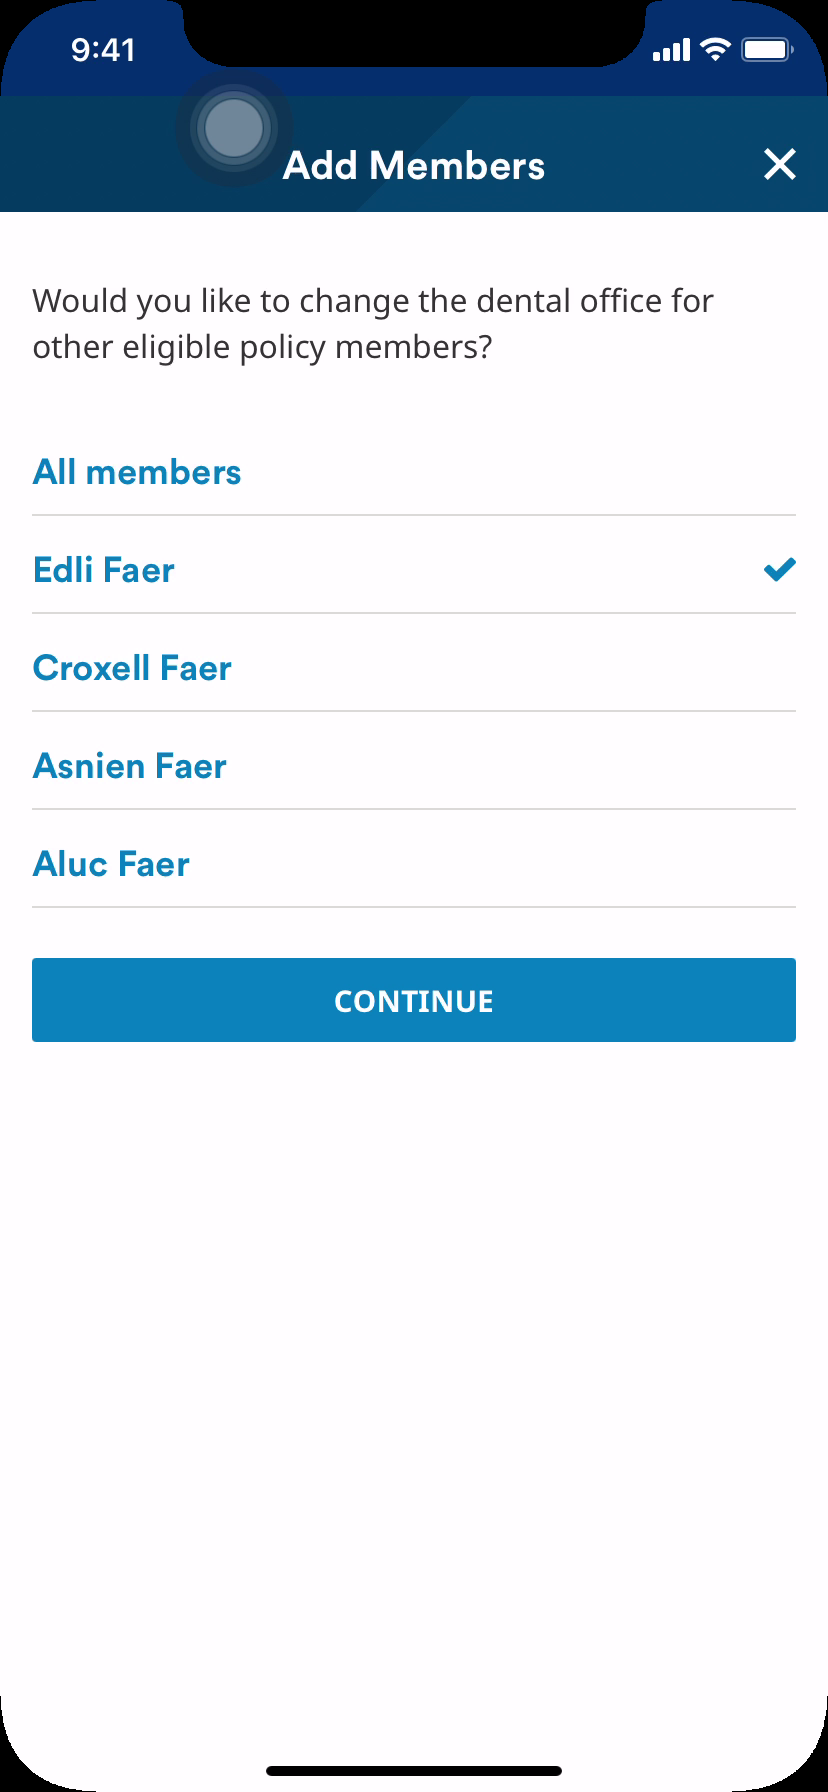 9:41
Add Members
Would you like to change the dental office for
other eligible policy members?
All members
Edli Faer
Croxell Faer
Asnien Faer
Aluc Faer
CONTINUE